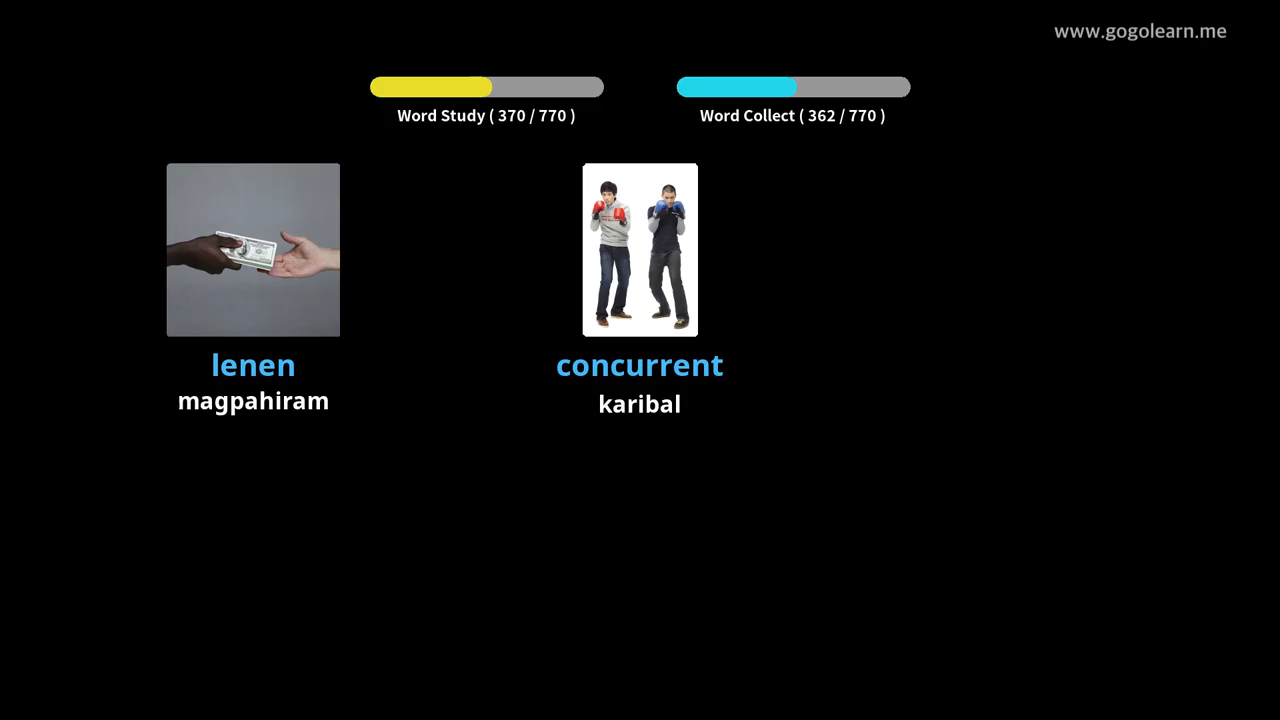 www.gogolearn.me
Word Study ( 370 / 770 )
Word Collect ( 362 / 770 )
lenen
magpahiram
concurrent
karibal